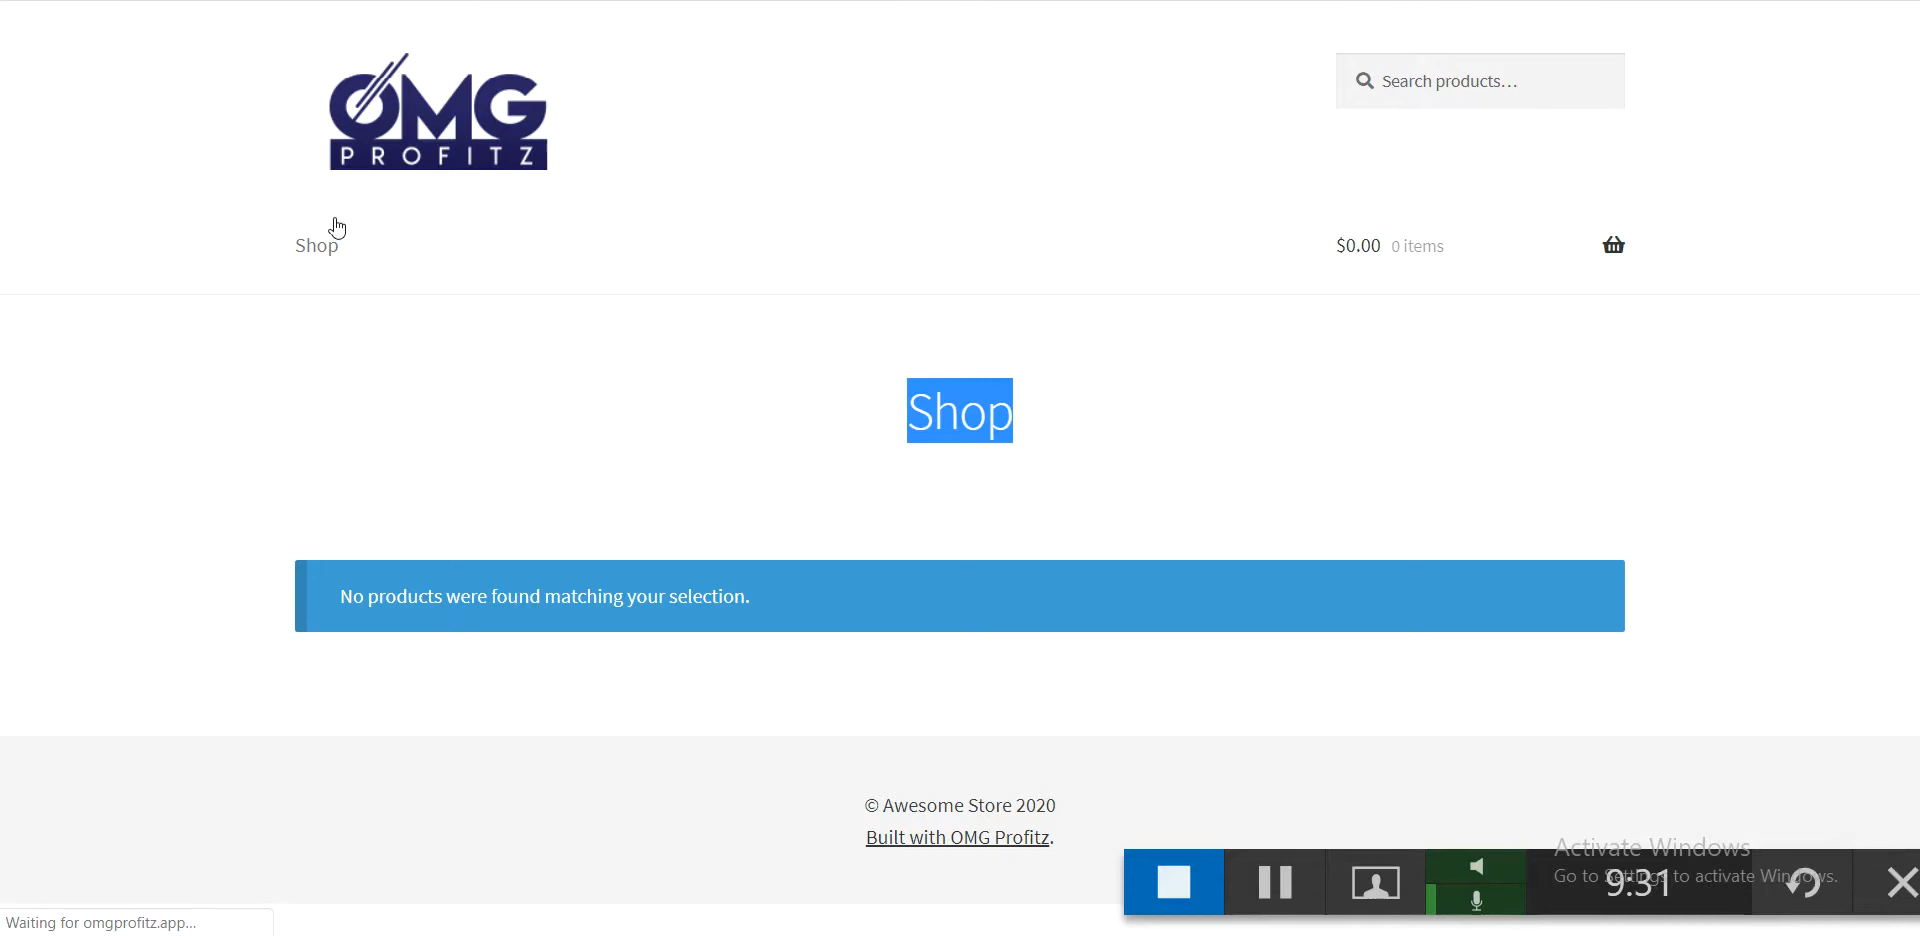 OMG
PROFITZ
Search products...
Shop
$0.00 0 items
Shop
No products were found matching your selection.
© Awesome Store 2020
Built with OMG Profitz.
Activate Windows
Go to Settings to activate Windows.
9:31
Waiting for omgprofitz.app...